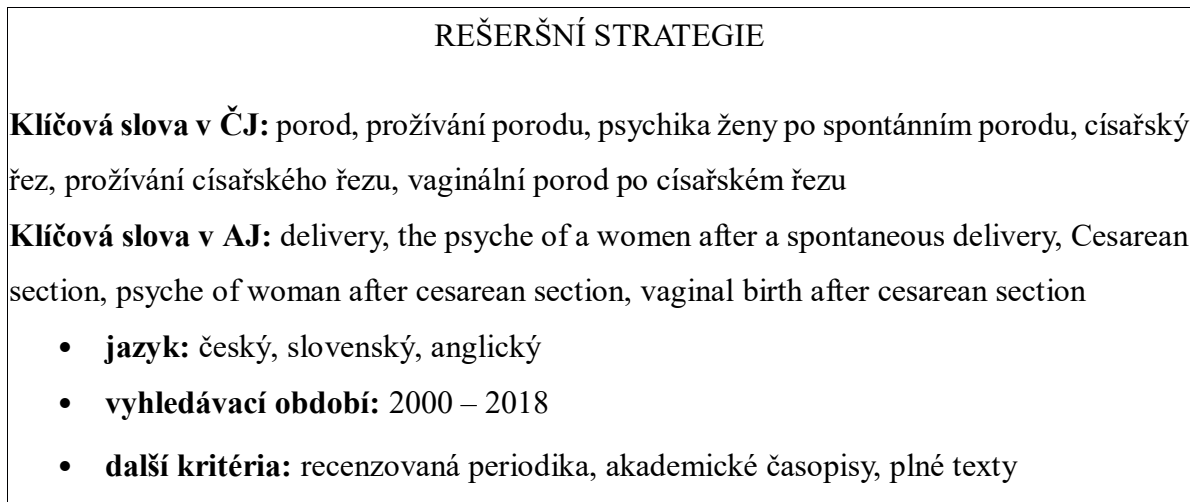 REŠERŠNÍ STRATEGIE
Klíčová slova v ČJ: porod, prožívání porodu, psychika ženy po spontánním porodu, císařský
řez, prožívání císařského řezu, vaginální porod po císařském řezu
Klíčová slova v AJ: delivery, the psyche of a women after a spontaneous delivery, Cesarean
section, psyche of woman after cesarean section, vaginal birth after cesarean section
• jazyk: český, slovenský, anglický
• vyhledávací období: 2000 – 2018
• další kritéria: recenzovaná periodika, akademické časopisy, plné texty